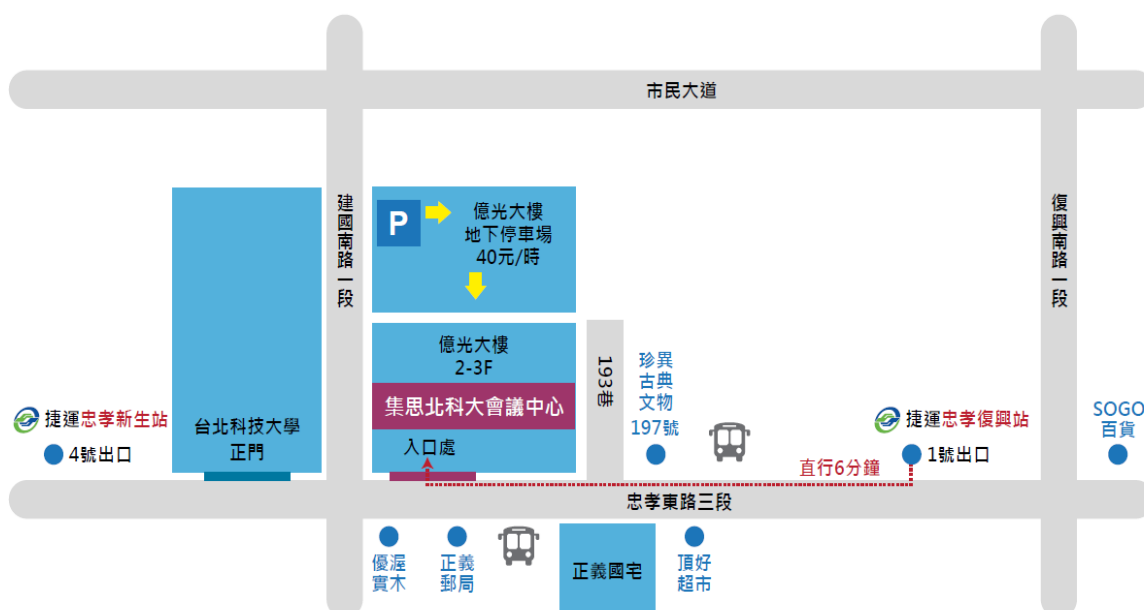 市民大道
建國南路一段
復興南路一段
P
億光大樓
地下停車場
40元/時
億光大樓
2-3F
集思北科大會議中心
入口處
193巷
珍異
古典
文物
197號
捷運忠孝新生站
4號出口
台北科技大學
正門
捷運忠孝復興站
1號出口
SOGO
百貨
直行6分鐘
忠孝東路三段
優渥
實木
正義
郵局
正義國宅
頂好
超市